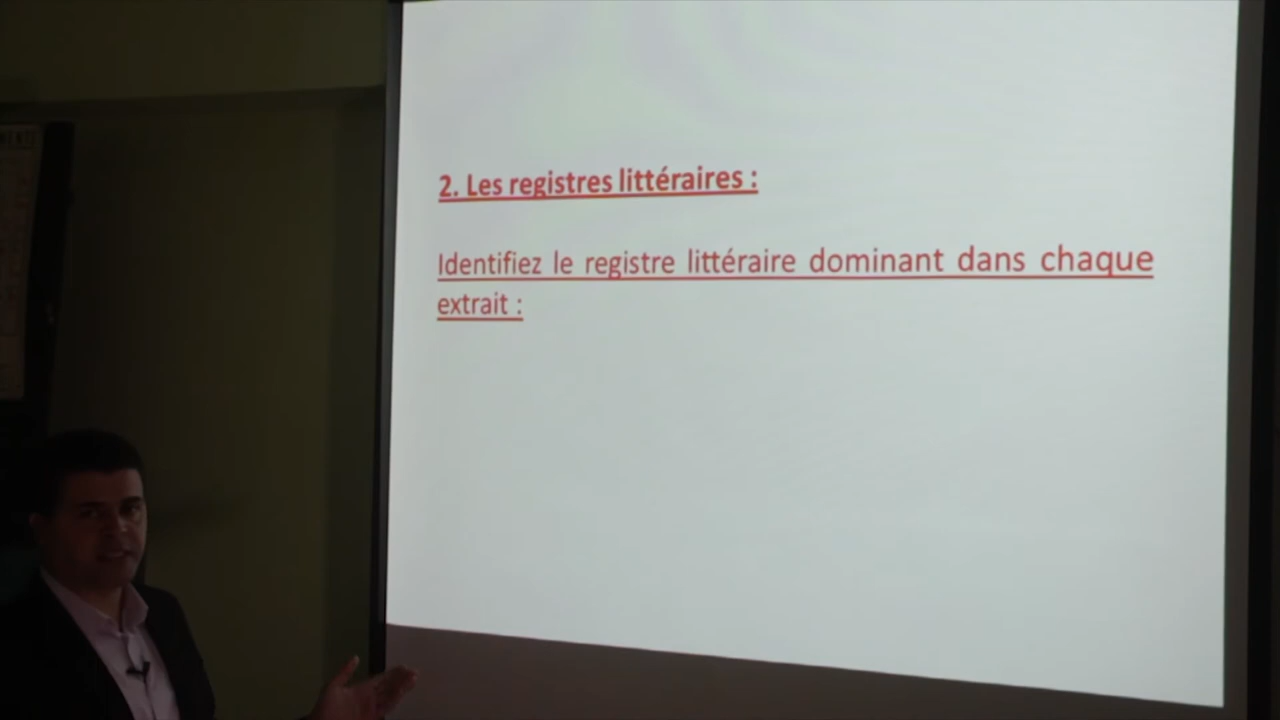 2. Les registres littéraires :
Identifiez le registre littéraire dominant dans chaque
extrait :